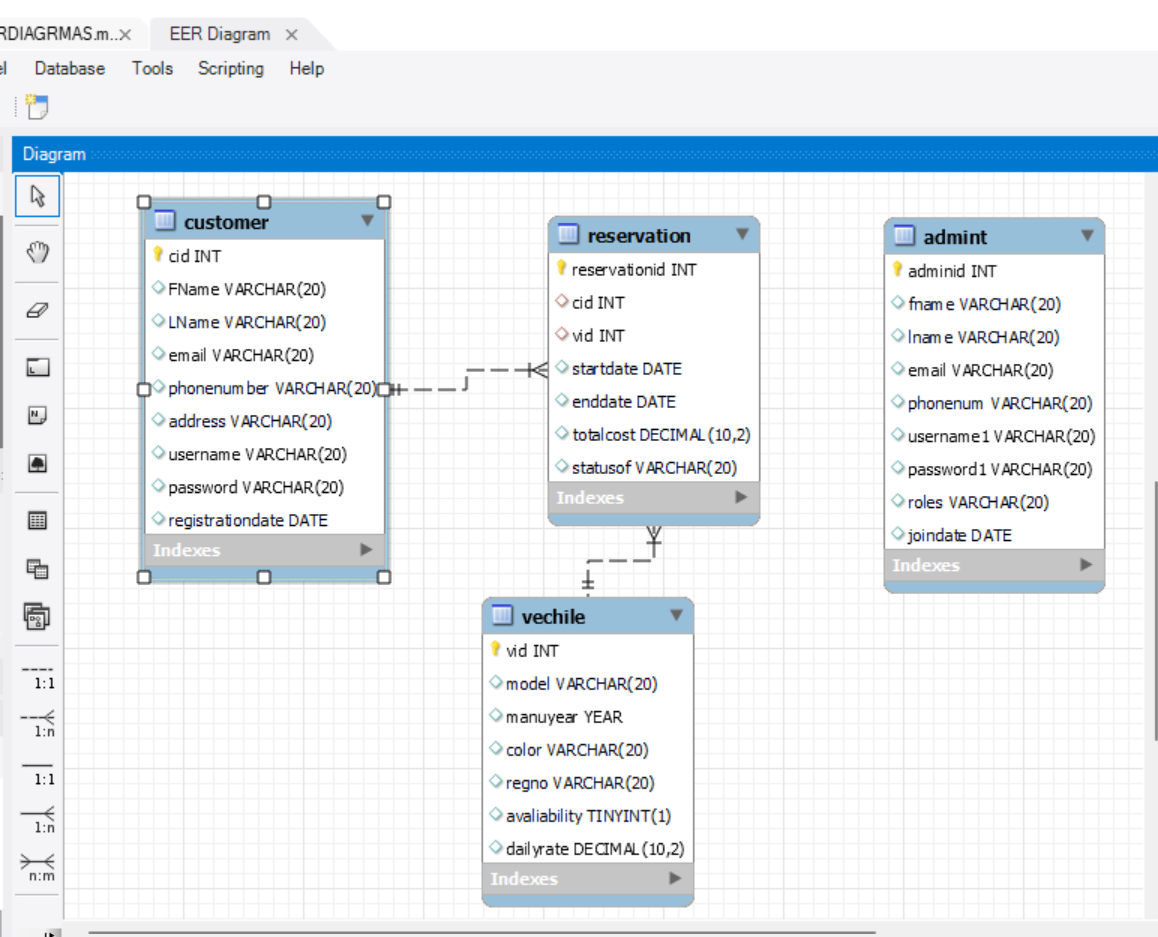 RDIAGRMAS.m..× EER Diagram ×
el Database Tools Scripting Help
Diagram
customer
cid INT
FName VARCHAR(20)
LName VARCHAR(20)
email VARCHAR(20)
phonenumber VARCHAR(20)
address VARCHAR(20)
username VARCHAR(20)
password VARCHAR(20)
registrationdate DATE
Indexes
reservation
reservationid INT
cid INT
vid INT
startdate DATE
enddate DATE
totalcost DECIMAL(10,2)
statusof VARCHAR(20)
Indexes
admint
adminid INT
fname VARCHAR(20)
lname VARCHAR(20)
email VARCHAR(20)
phonenum VARCHAR(20)
username1 VARCHAR(20)
password1 VARCHAR(20)
roles VARCHAR(20)
joindate DATE
Indexes
vechile
vid INT
model VARCHAR(20)
manuyear YEAR
color VARCHAR(20)
regno VARCHAR(20)
avaliability TINYINT(1)
dailyrate DECIMAL(10,2)
Indexes
1:1
1:n
1:1
1:n
n:m